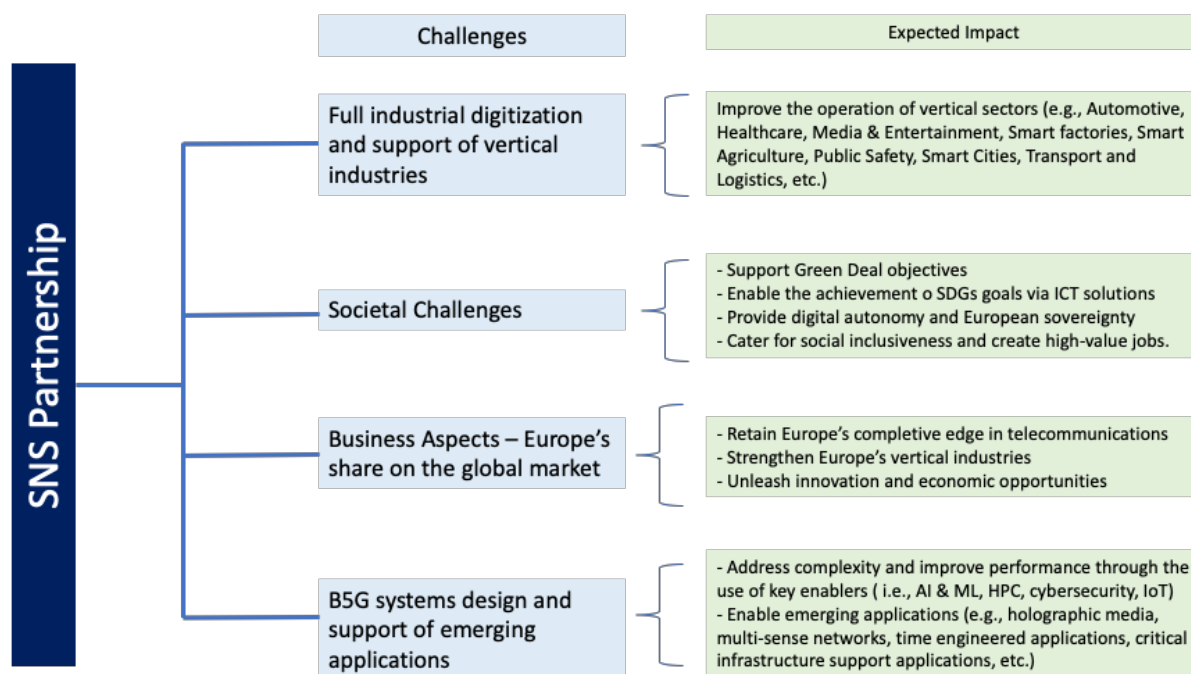 SNS Partnership
Challenges
Expected Impact
Full industrial digitization
and support of vertical
industries
Improve the operation of vertical sectors (e.g., Automotive,
Healthcare, Media & Entertainment, Smart factories, Smart
Agriculture, Public Safety, Smart Cities, Transport and
Logistics, etc.)
Societal Challenges
- Support Green Deal objectives
- Enable the achievement o SDGs goals via ICT solutions
- Provide digital autonomy and European sovereignty
- Cater for social inclusiveness and create high-value jobs.
Business Aspects – Europe’s
share on the global market
- Retain Europe’s completive edge in telecommunications
- Strengthen Europe’s vertical industries
- Unleash innovation and economic opportunities
B5G systems design and
support of emerging
applications
- Address complexity and improve performance through the
use of key enablers ( i.e., AI & ML, HPC, cybersecurity, IoT)
- Enable emerging applications (e.g., holographic media,
multi-sense networks, time engineered applications, critical
infrastructure support applications, etc.)